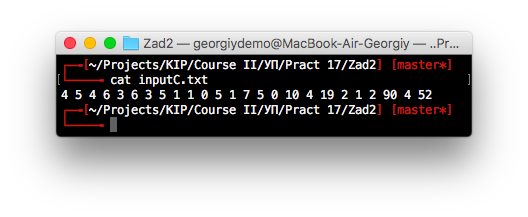 Zad2 — georgiydemo@MacBook-Air-Georgiy — ..Pr…
[~/Projects/KIP/Course II/УП/Pract 17/Zad2] [master*]
cat inputC.txt
4 5 4 6 3 6 3 5 1 1 0 5 1 7 5 0 10 4 19 2 1 2 90 4 52
[~/Projects/KIP/Course II/УП/Pract 17/Zad2] [master*]